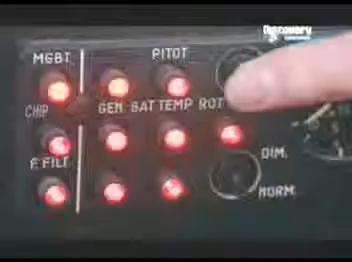 Discovery
MGBT PITOT
CHIP GEN BAT TEMP ROT
F.FILT DIM.
NORM.